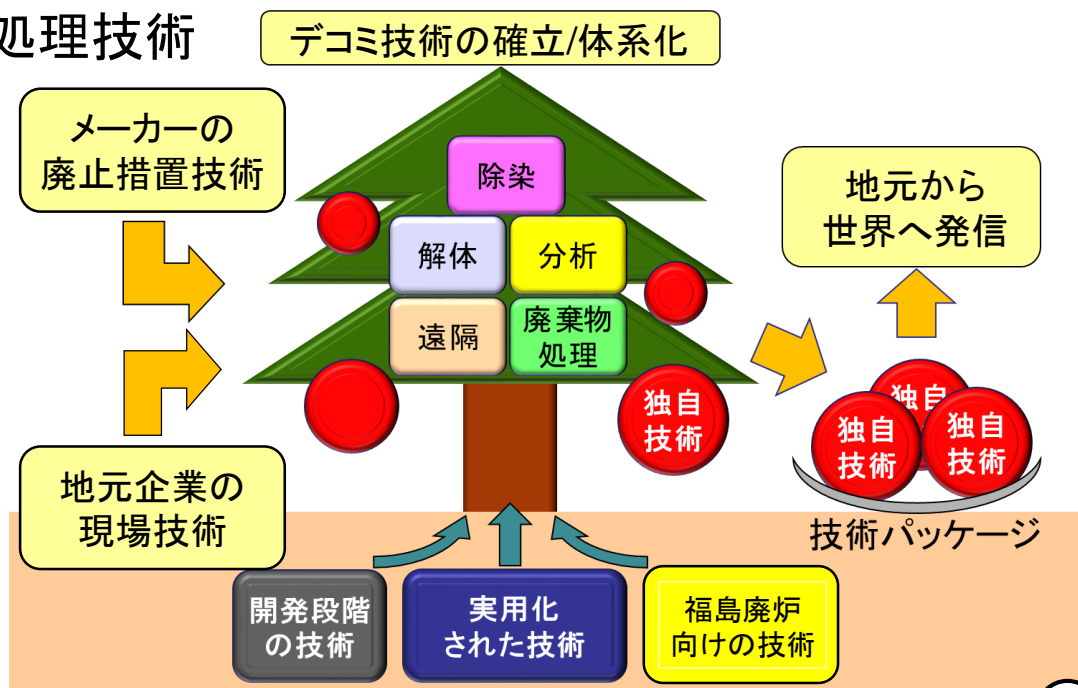 処理技術
デコミ技術の確立/体系化
メーカーの
廃止措置技術
地元企業の
現場技術
除染
解体
分析
遠隔
廃棄物
処理
独自
技術
地元から
世界へ発信
独自
独自
技術
独自
技術
技術パッケージ
開発段階
の技術
実用化
された技術
福島廃炉
向けの技術